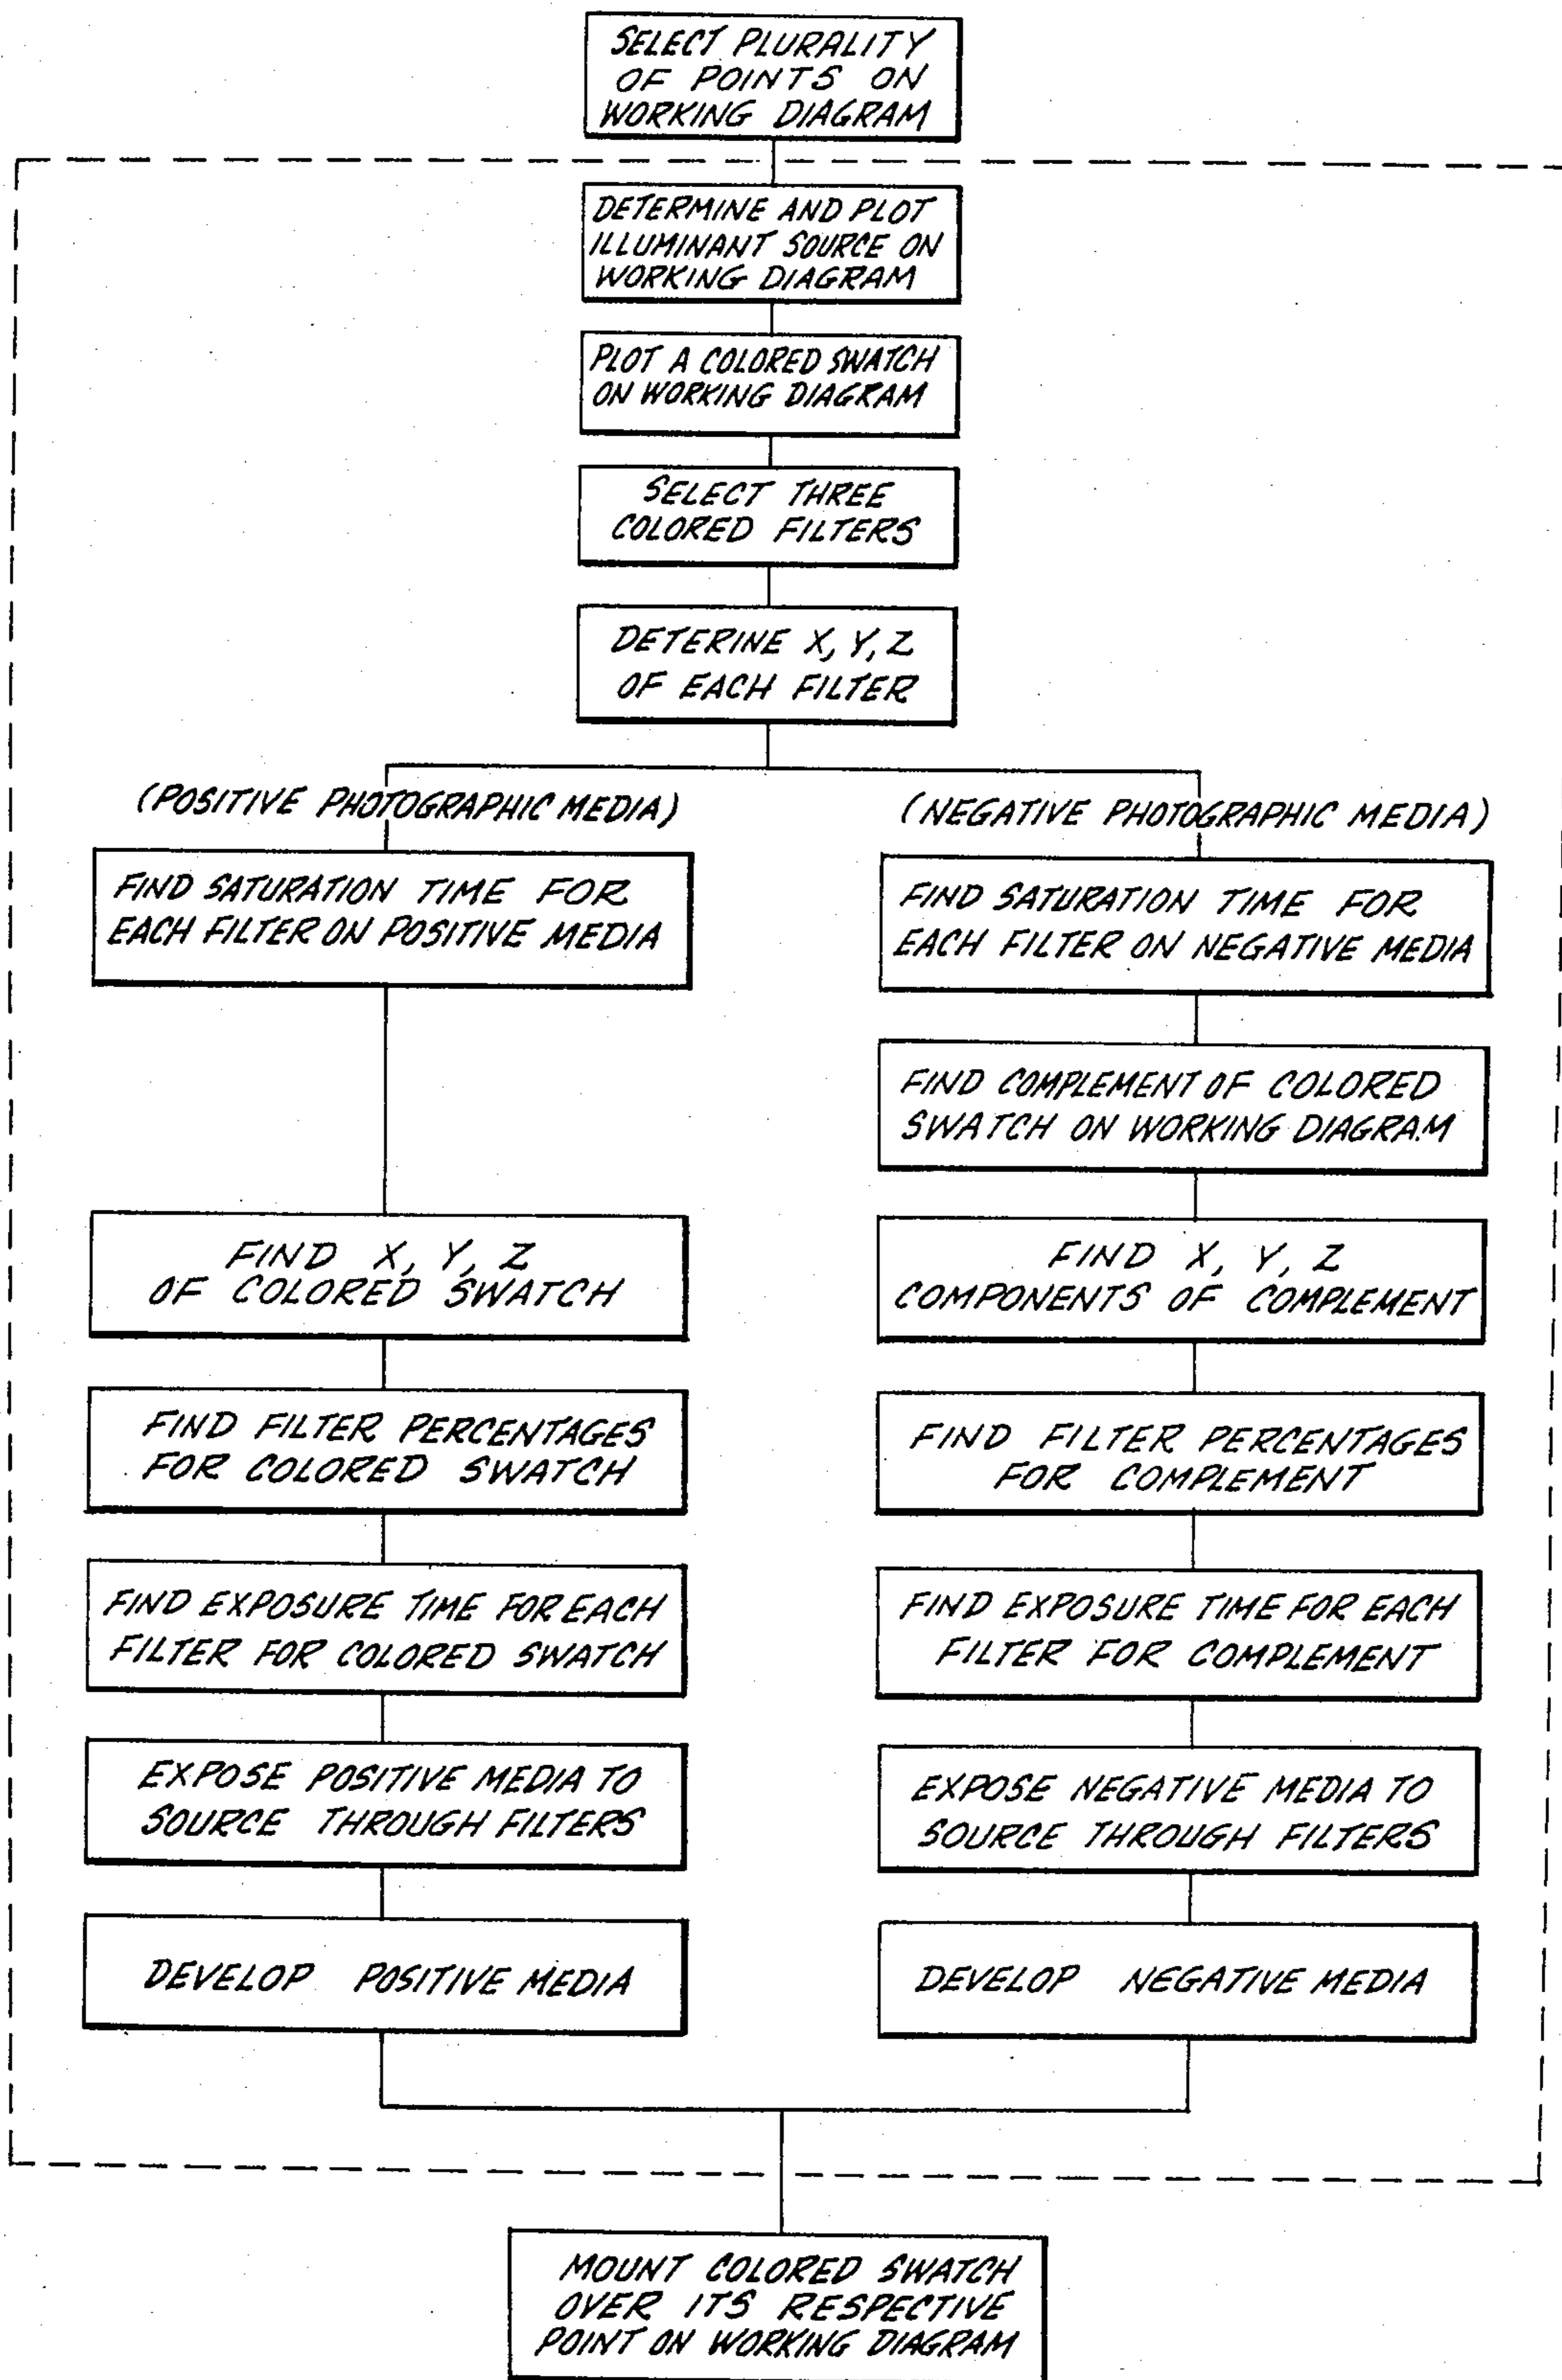 SELECT PLURALITY
OF POINTS ON
WORKING DIAGRAM
DETERMINE AND PLOT
ILLUMINANT SOURCE ON
WORKING DIAGRAM
PLOT A COLORED SWATCH
ON WORKING DIAGRAM
SELECT THREE
COLORED FILTERS
DETERINE X, Y, Z
OF EACH FILTER
(POSITIVE PHOTOGRAPHIC MEDIA)
FIND SATURATION TIME FOR
EACH FILTER ON POSITIVE MEDIA
FIND X, Y, Z
OF COLORED SWATCH
FIND FILTER PERCENTAGES
FOR COLORED SWATCH
FIND EXPOSURE TIME FOR EACH
FILTER FOR COLORED SWATCH
EXPOSE POSITIVE MEDIA TO
SOURCE THROUGH FILTERS
DEVELOP POSITIVE MEDIA
(NEGATIVE PHOTOGRAPHIC MEDIA)
FIND SATURATION TIME FOR
EACH FILTER ON NEGATIVE MEDIA
FIND COMPLEMENT OF COLORED
SWATCH ON WORKING DIAGRAM
FIND X, Y, Z
COMPONENTS OF COMPLEMENT
FIND FILTER PERCENTAGES
FOR COMPLEMENT
FIND EXPOSURE TIME FOR EACH
FILTER FOR COMPLEMENT
EXPOSE NEGATIVE MEDIA TO
SOURCE THROUGH FILTERS
DEVELOP NEGATIVE MEDIA
MOUNT COLORED SWATCH
OVER ITS RESPECTIVE
POINT ON WORKING DIAGRAM